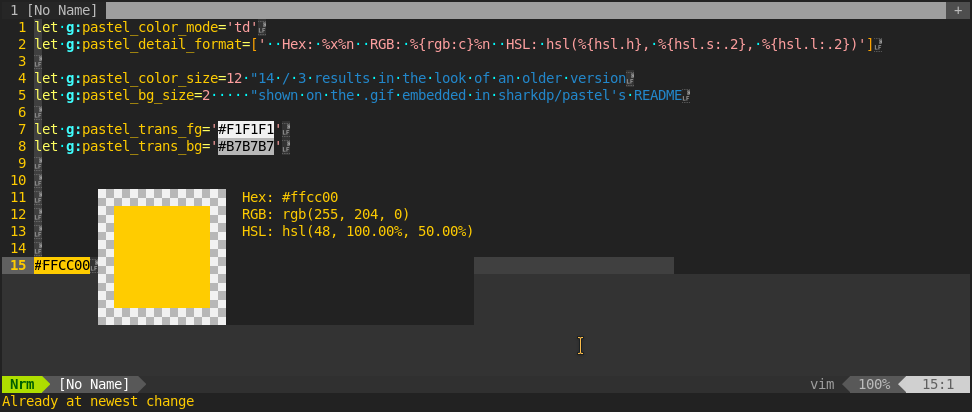 1 [No Name] +
1 let g:pastel_color_mode='td'
2 let g:pastel_detail_format=['··Hex:·%x%n··RGB:·%{rgb:c}%n··HSL:·hsl(%{hsl.h},·%{hsl.s:.2},·%{hsl.l:.2})']
3
4 let·g:pastel_color_size=12·"14·/·3·results·in·the·look·of·an·older·version
5 let·g:pastel_bg_size=2·····"shown·on·the·.gif·embedded·in·sharkdp/pastel's·README
6
7 let·g:pastel_trans_fg='#F1F1F1'
8 let·g:pastel_trans_bg='#B7B7B7'
9
10
11 Hex: #ffcc00
12 RGB: rgb(255, 204, 0)
13 HSL: hsl(48, 100.00%, 50.00%)
14
15 #FFCC00
Nrm [No Name] vim 100% 15:1
Already at newest change